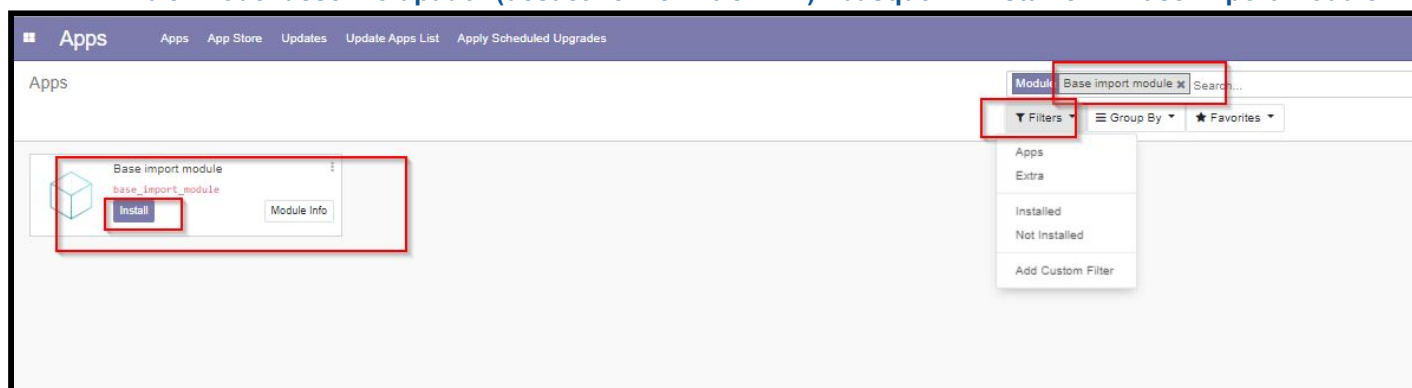 Apps Apps App Store Updates Update Apps List Apply Scheduled Upgrades
Apps
Module Base import module x Search...
Filters Group By Favorites
Base import module
base_import_module
Install Module Info
Apps
Extra
Installed
Not Installed
Add Custom Filter